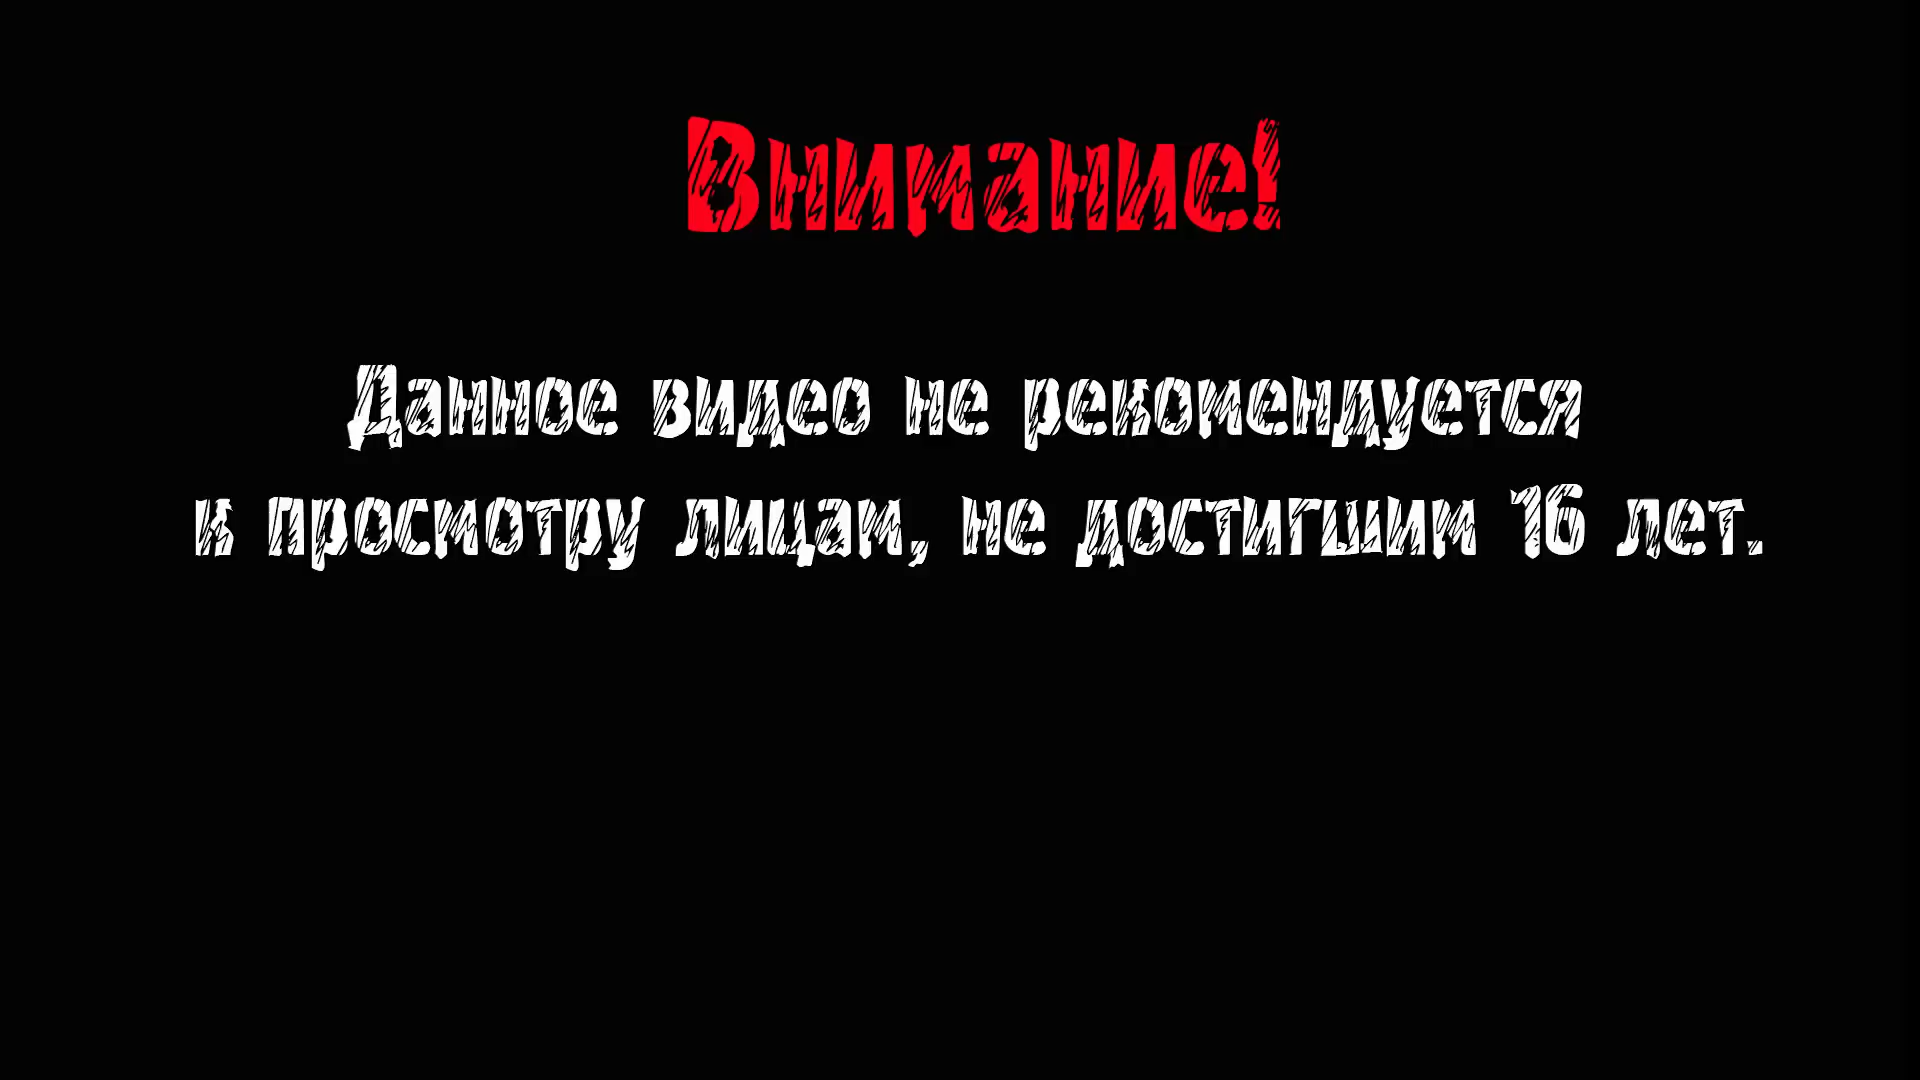 Внимание!
Данное видео не рекомендуется
к просмотру лицам, не достигшим 16 лет.